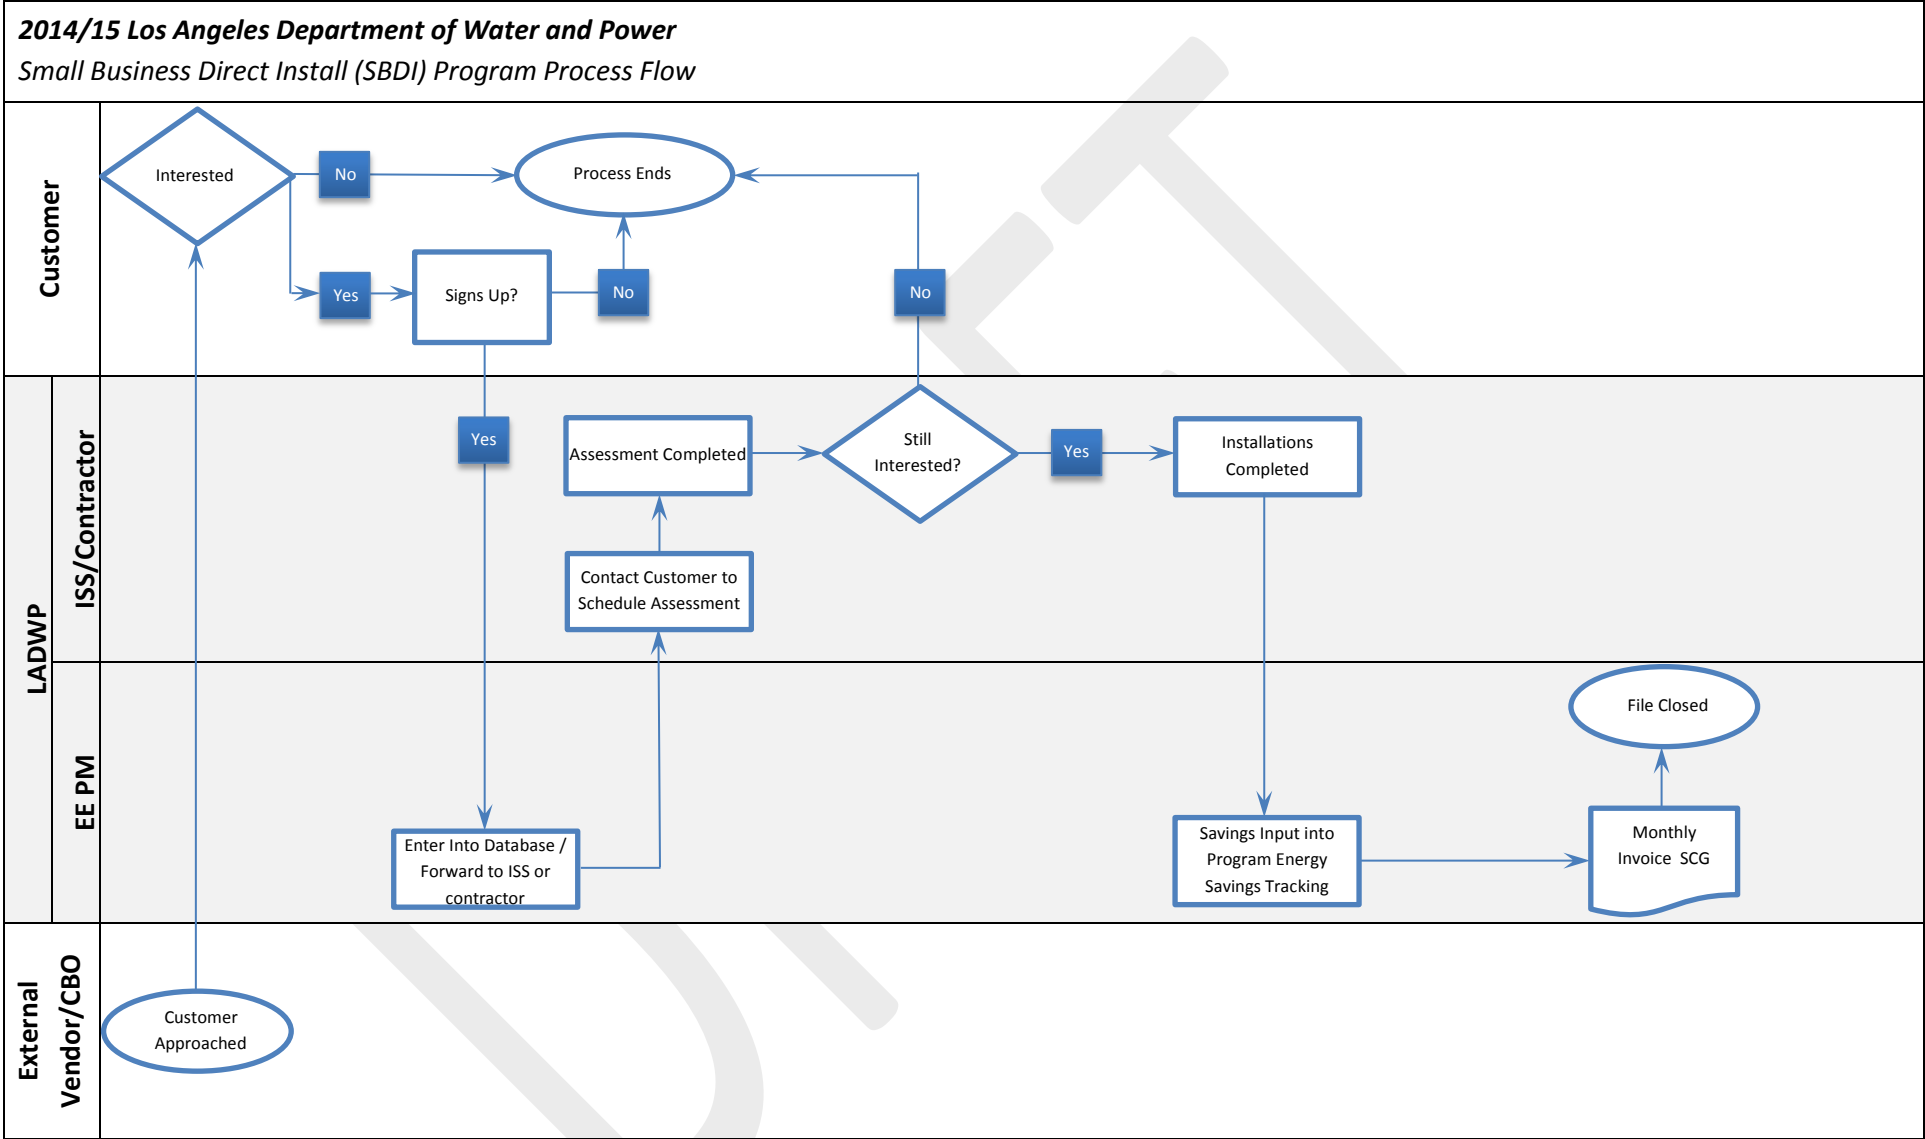 2014/15 Los Angeles Department of Water and Power
Small Business Direct Install (SBDI) Program Process Flow
Customer
Interested
No
Process Ends
Yes
Signs Up?
No
No
LADWP
ISS/Contractor
Yes
Assessment Completed
Still
Interested?
Yes
Installations
Completed
Contact Customer to
Schedule Assessment
EE PM
File Closed
Enter Into Database /
Forward to ISS or
contractor
Savings Input into
Program Energy
Savings Tracking
Monthly
Invoice  SCG
External
Vendor/CBO
Customer
Approached
DRAFT